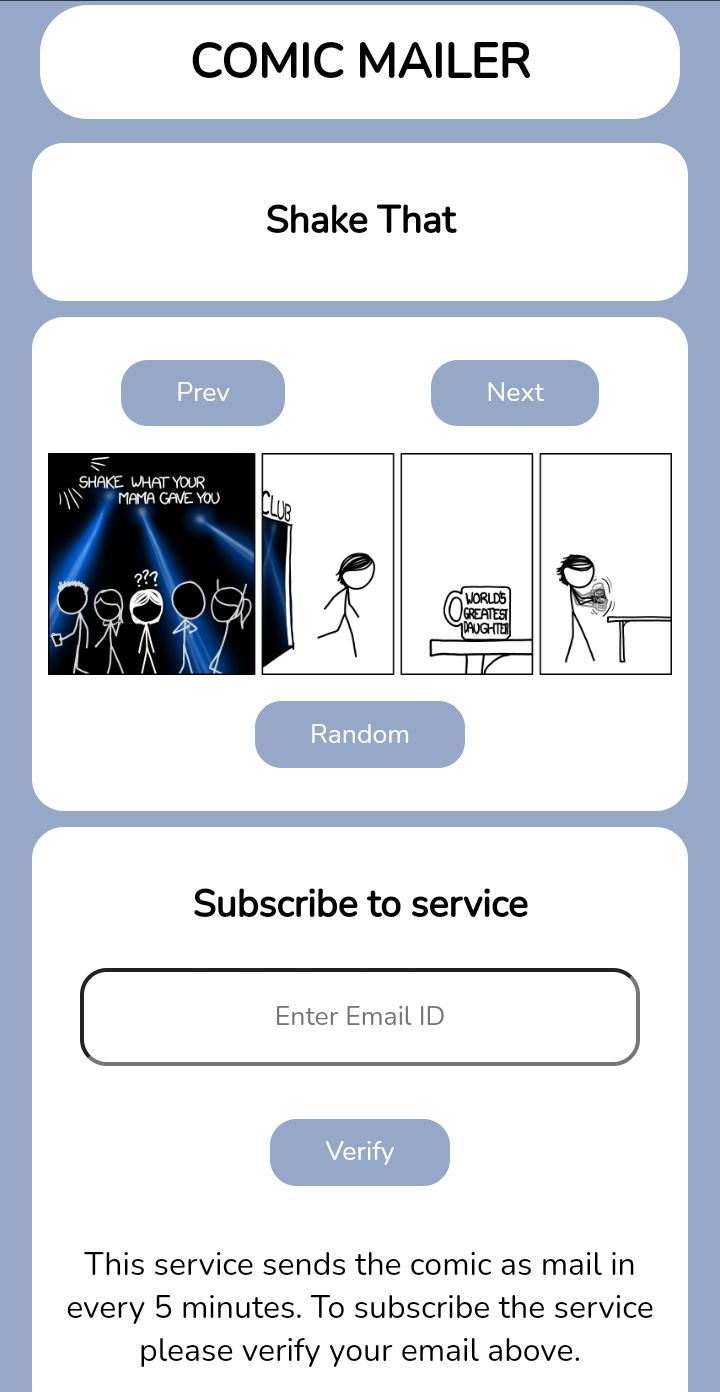 COMIC MAILER
Shake That
Prev
Next
SHAKE WHAT YOUR
MAMA GAVE YOU
???
CLUB
WORLD'S
GREATEST
DAUGHTER
Random
Subscribe to service
Enter Email ID
Verify
This service sends the comic as mail in
every 5 minutes. To subscribe the service
please verify your email above.